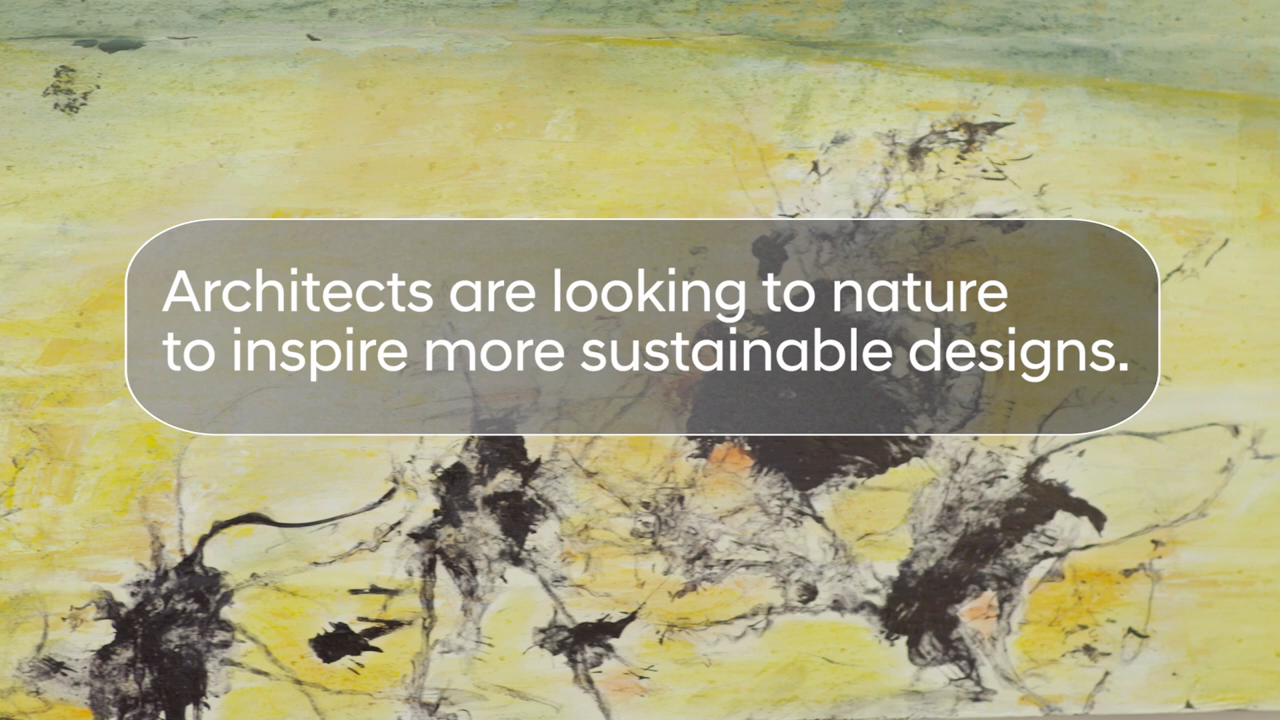 Architects are looking to nature
to inspire more sustainable designs.